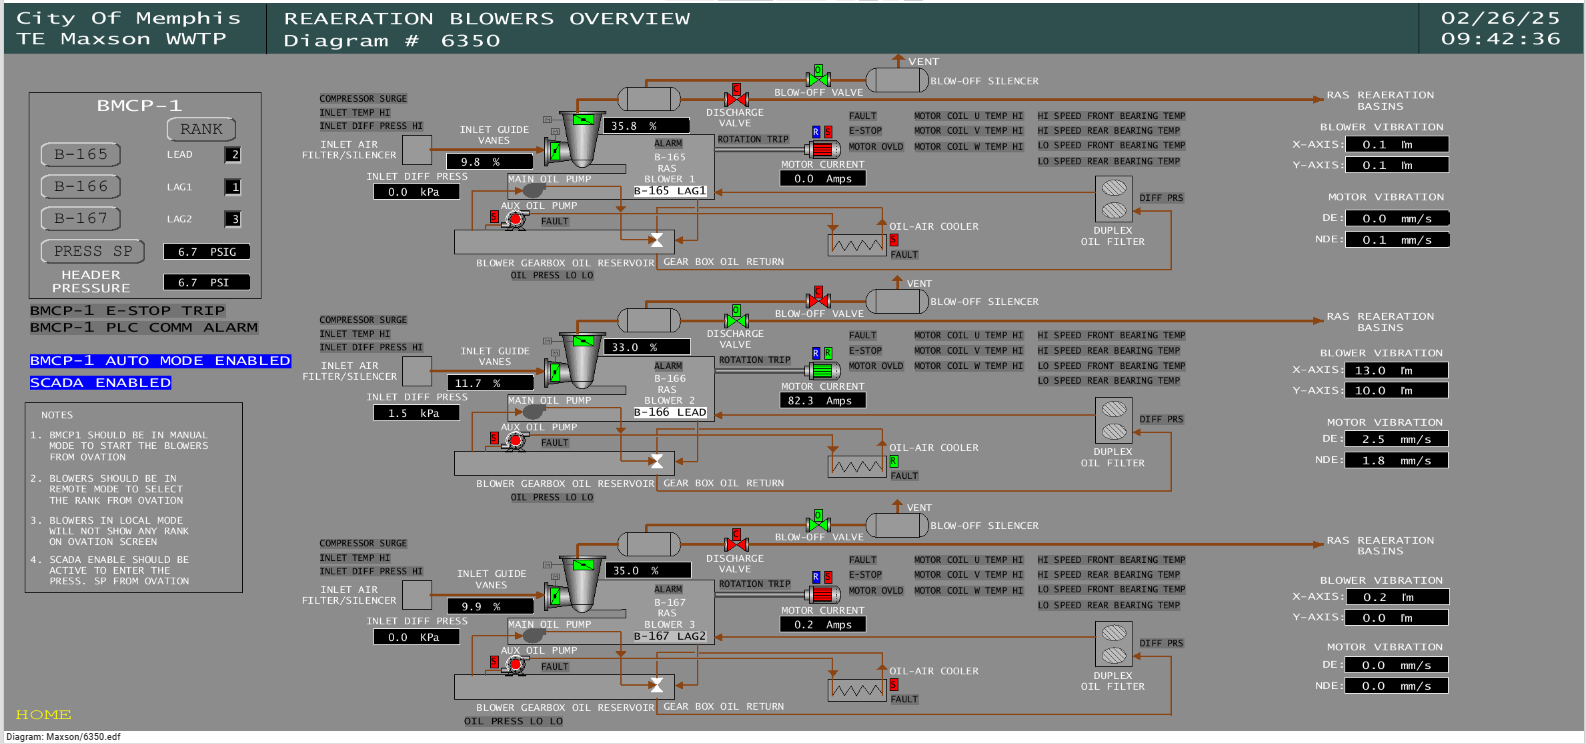 City Of Memphis
TE Maxson WWTP
REAERATION BLOWERS OVERVIEW
Diagram # 6350
02/26/25
09:42:36
BMCP-1
RANK
B-165
LEAD 2
B-166
LAG1 1
B-167
LAG2 3
PRESS SP
6.7 PSIG
HEADER
PRESSURE
6.7 PSI
BMCP-1 E-STOP TRIP
BMCP-1 PLC COMM ALARM
BMCP-1 AUTO MODE ENABLED
SCADA ENABLED
NOTES
1. BMCP1 SHOULD BE IN MANUAL
MODE TO START THE BLOWERS
FROM OVATION
2. BLOWERS SHOULD BE IN
REMOTE MODE TO SELECT
THE RANK FROM OVATION
3. BLOWERS IN LOCAL MODE
WILL NOT SHOW ANY RANK
ON OVATION SCREEN
4. SCADA ENABLE SHOULD BE
ACTIVE TO ENTER THE
PRESS. SP FROM OVATION
HOME
Diagram: Maxson/6350.edf
COMPRESSOR SURGE
INLET TEMP HI
INLET DIFF PRESS HI
INLET AIR
FILTER/SILENCER
INLET GUIDE
VANES
9.8 %
INLET DIFF PRESS
0.0 kPa
35.8 %
O
BLOW-OFF VALVE
VENT
BLOW-OFF SILENCER
C
DISCHARGE
VALVE
RAS REAERATION
BASINS
ALARM
B-165
RAS
BLOWER 1
B-165 LAG1
ROTATION TRIP
R S
MOTOR CURRENT
0.0 Amps
FAULT
E-STOP
MOTOR OVLD
MOTOR COIL U TEMP HI
MOTOR COIL V TEMP HI
MOTOR COIL W TEMP HI
HI SPEED FRONT BEARING TEMP
HI SPEED REAR BEARING TEMP
LO SPEED FRONT BEARING TEMP
LO SPEED REAR BEARING TEMP
MAIN OIL PUMP
AUX OIL PUMP
S
FAULT
OIL-AIR COOLER
S
FAULT
DIFF PRS
DUPLEX
OIL FILTER
BLOWER GEARBOX OIL RESERVOIR
GEAR BOX OIL RETURN
OIL PRESS LO LO
BLOWER VIBRATION
X-AXIS: 0.1
Y-AXIS: 0.1
MOTOR VIBRATION
DE: 0.0 mm/s
NDE: 0.1 mm/s
COMPRESSOR SURGE
INLET TEMP HI
INLET DIFF PRESS HI
INLET AIR
FILTER/SILENCER
INLET GUIDE
VANES
11.7 %
INLET DIFF PRESS
1.5 kPa
33.0 %
C
BLOW-OFF VALVE
VENT
BLOW-OFF SILENCER
O
DISCHARGE
VALVE
RAS REAERATION
BASINS
ALARM
B-166
RAS
BLOWER 2
B-166 LEAD
ROTATION TRIP
R R
MOTOR CURRENT
82.3 Amps
FAULT
E-STOP
MOTOR OVLD
MOTOR COIL U TEMP HI
MOTOR COIL V TEMP HI
MOTOR COIL W TEMP HI
HI SPEED FRONT BEARING TEMP
HI SPEED REAR BEARING TEMP
LO SPEED FRONT BEARING TEMP
LO SPEED REAR BEARING TEMP
MAIN OIL PUMP
AUX OIL PUMP
S
FAULT
OIL-AIR COOLER
R
FAULT
DIFF PRS
DUPLEX
OIL FILTER
BLOWER GEARBOX OIL RESERVOIR
GEAR BOX OIL RETURN
OIL PRESS LO LO
BLOWER VIBRATION
X-AXIS: 13.0
Y-AXIS: 10.0
MOTOR VIBRATION
DE: 2.5 mm/s
NDE: 1.8 mm/s
COMPRESSOR SURGE
INLET TEMP HI
INLET DIFF PRESS HI
INLET AIR
FILTER/SILENCER
INLET GUIDE
VANES
9.9 %
INLET DIFF PRESS
0.0 KPa
35.0 %
O
BLOW-OFF VALVE
VENT
BLOW-OFF SILENCER
C
DISCHARGE
VALVE
RAS REAERATION
BASINS
ALARM
B-167
RAS
BLOWER 3
B-167 LAG2
ROTATION TRIP
R S
MOTOR CURRENT
0.2 Amps
FAULT
E-STOP
MOTOR OVLD
MOTOR COIL U TEMP HI
MOTOR COIL V TEMP HI
MOTOR COIL W TEMP HI
HI SPEED FRONT BEARING TEMP
HI SPEED REAR BEARING TEMP
LO SPEED FRONT BEARING TEMP
LO SPEED REAR BEARING TEMP
MAIN OIL PUMP
AUX OIL PUMP
S
FAULT
OIL-AIR COOLER
S
FAULT
DIFF PRS
DUPLEX
OIL FILTER
BLOWER GEARBOX OIL RESERVOIR
GEAR BOX OIL RETURN
OIL PRESS LO LO
BLOWER VIBRATION
X-AXIS: 0.2
Y-AXIS: 0.0
MOTOR VIBRATION
DE: 0.0 mm/s
NDE: 0.0 mm/s